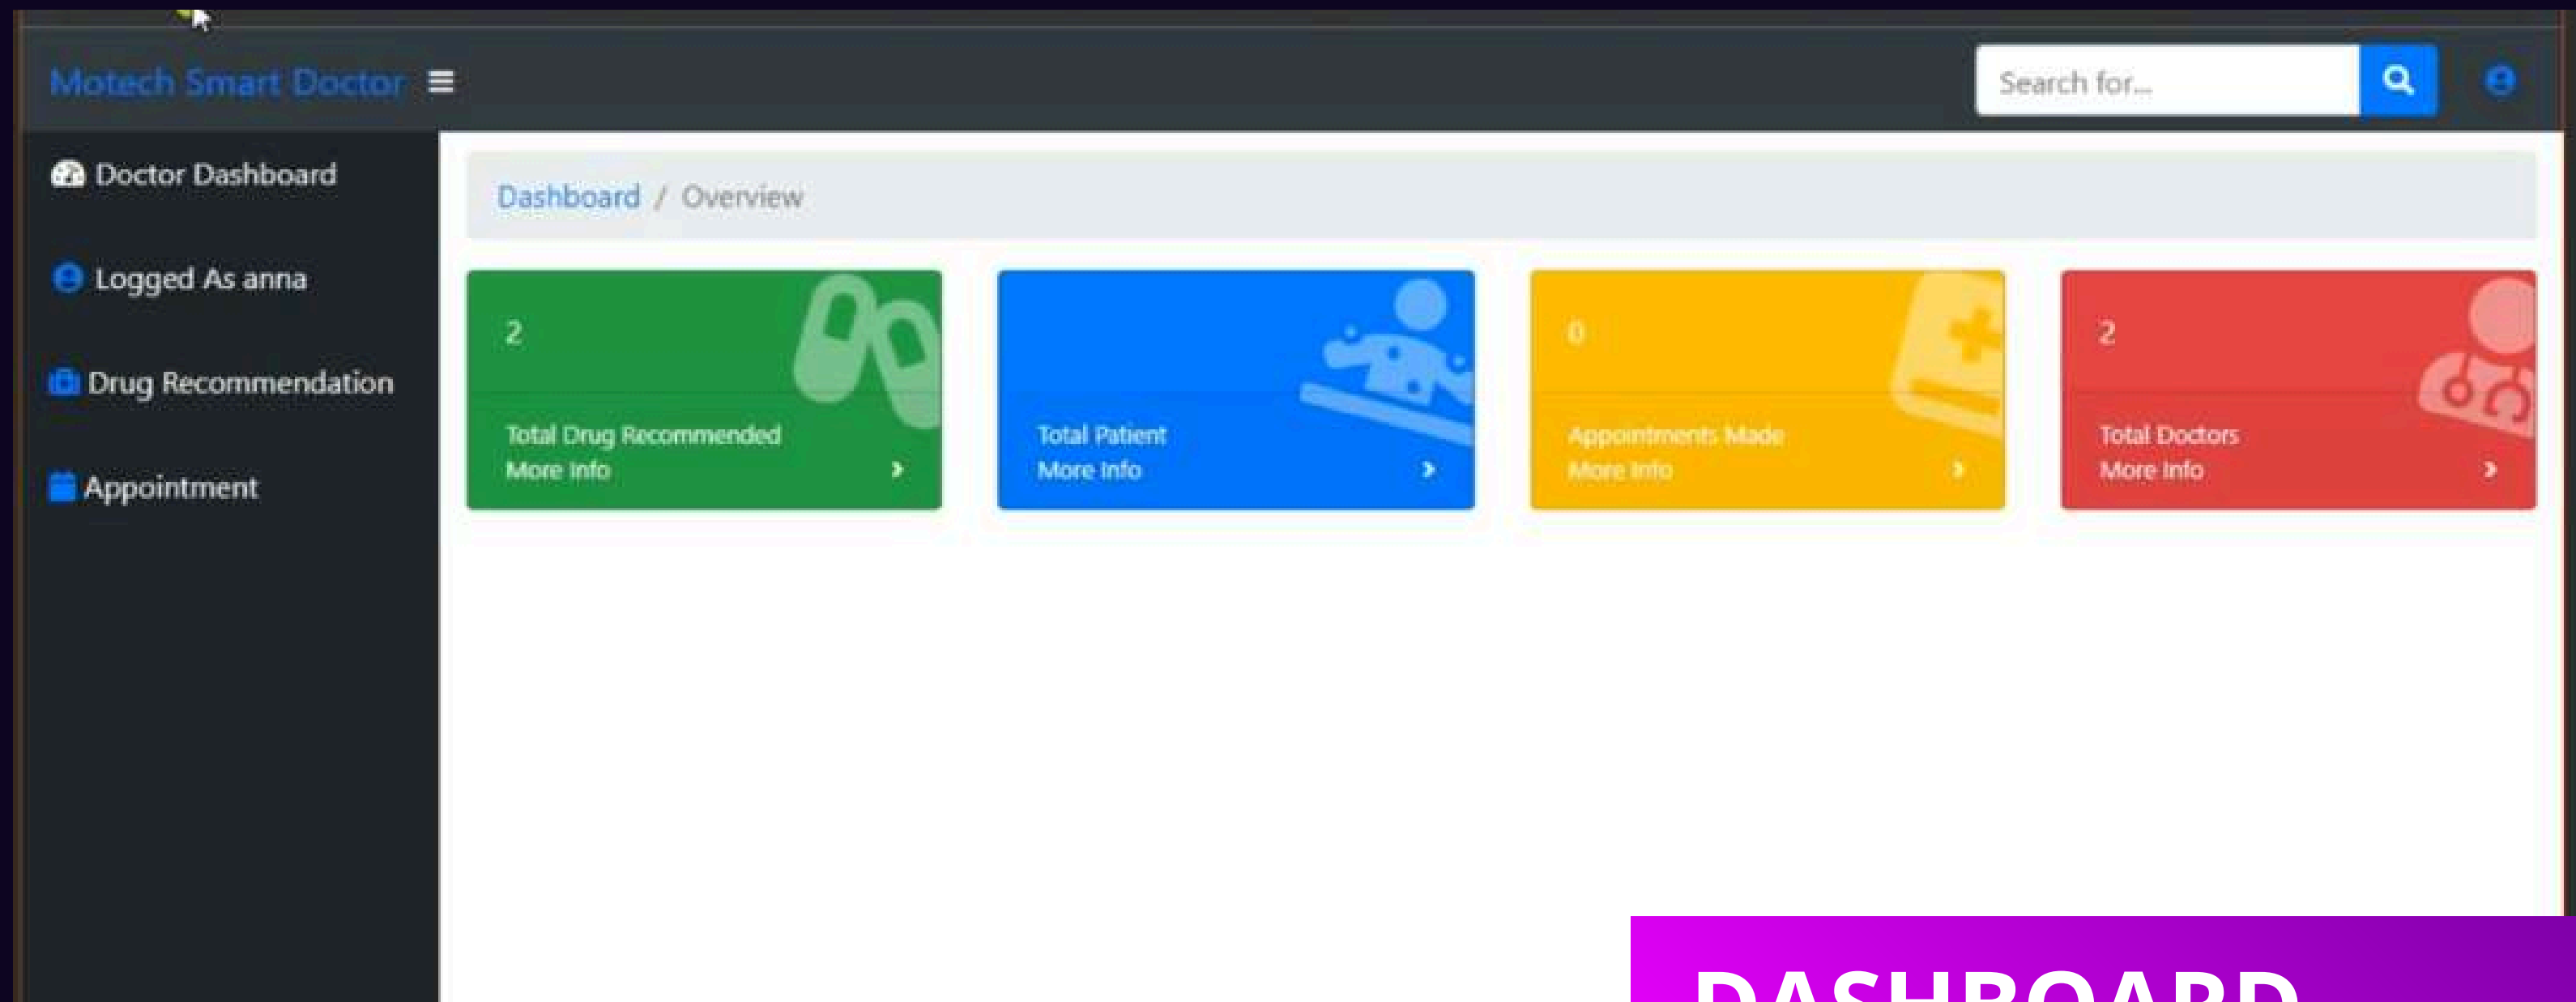 Motech Smart Doctor
Search for...
Doctor Dashboard
Logged As anna
Drug Recommendation
Appointment
Dashboard / Overview
2
Total Drug Recommended
More Info
Total Patient
More Info
0
Appointments Made
More Info
2
Total Doctors
More Info
DASHBOARD